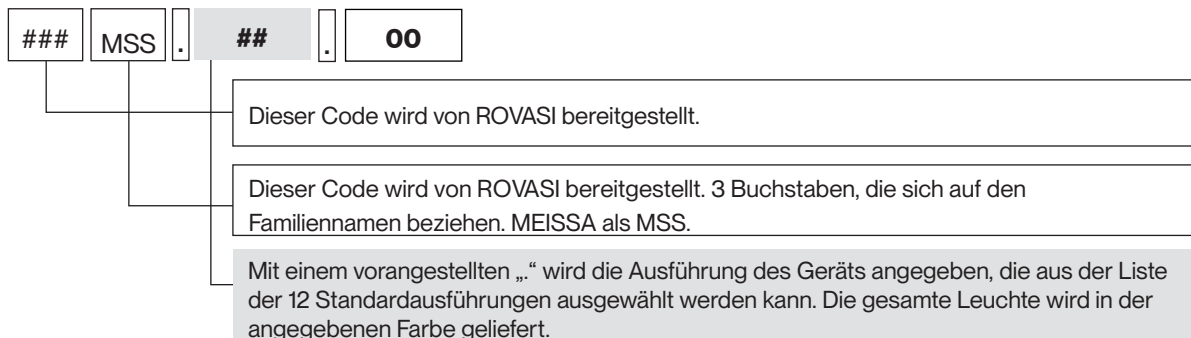 ### MSS . ## . 00
Dieser Code wird von ROVASI bereitgestellt.
Dieser Code wird von ROVASI bereitgestellt. 3 Buchstaben, die sich auf den
Familiennamen beziehen. MEISSA als MSS.
Mit einem vorangestellten „.“ wird die Ausführung des Geräts angegeben, die aus der Liste
der 12 Standardausführungen ausgewählt werden kann. Die gesamte Leuchte wird in der
angegebenen Farbe geliefert.